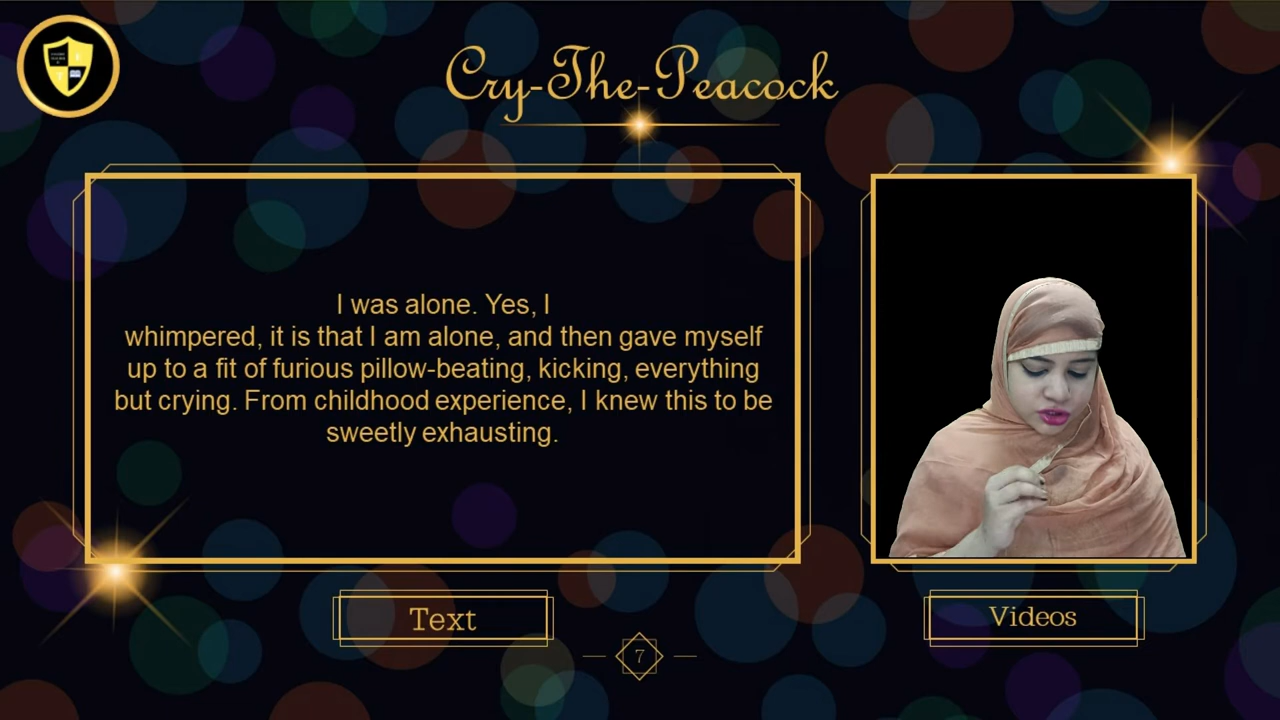 Cry-The-Peacock
I was alone. Yes, I
whimpered, it is that I am alone, and then gave myself
up to a fit of furious pillow-beating, kicking, everything
but crying. From childhood experience, I knew this to be
sweetly exhausting.
Text
Videos
7